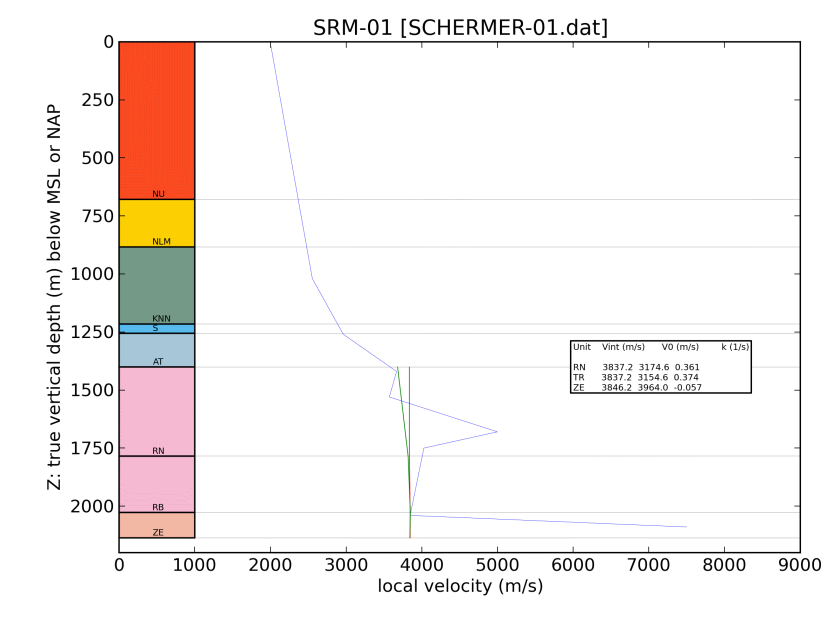 SRM-01 [SCHERMER-01.dat]
Z: true vertical depth (m) below MSL or NAP
0
250
500
750
1000
1250
1500
1750
2000
NU
NLM
KNN
S
AT
RN
RB
ZE
Unit Vint (m/s) V0 (m/s) k (1/s)
RN 3837.2 3174.6 0.361
TR 3837.2 3154.6 0.374
ZE 3846.2 3964.0 -0.057
0 1000 2000 3000 4000 5000 6000 7000 8000 9000
local velocity (m/s)